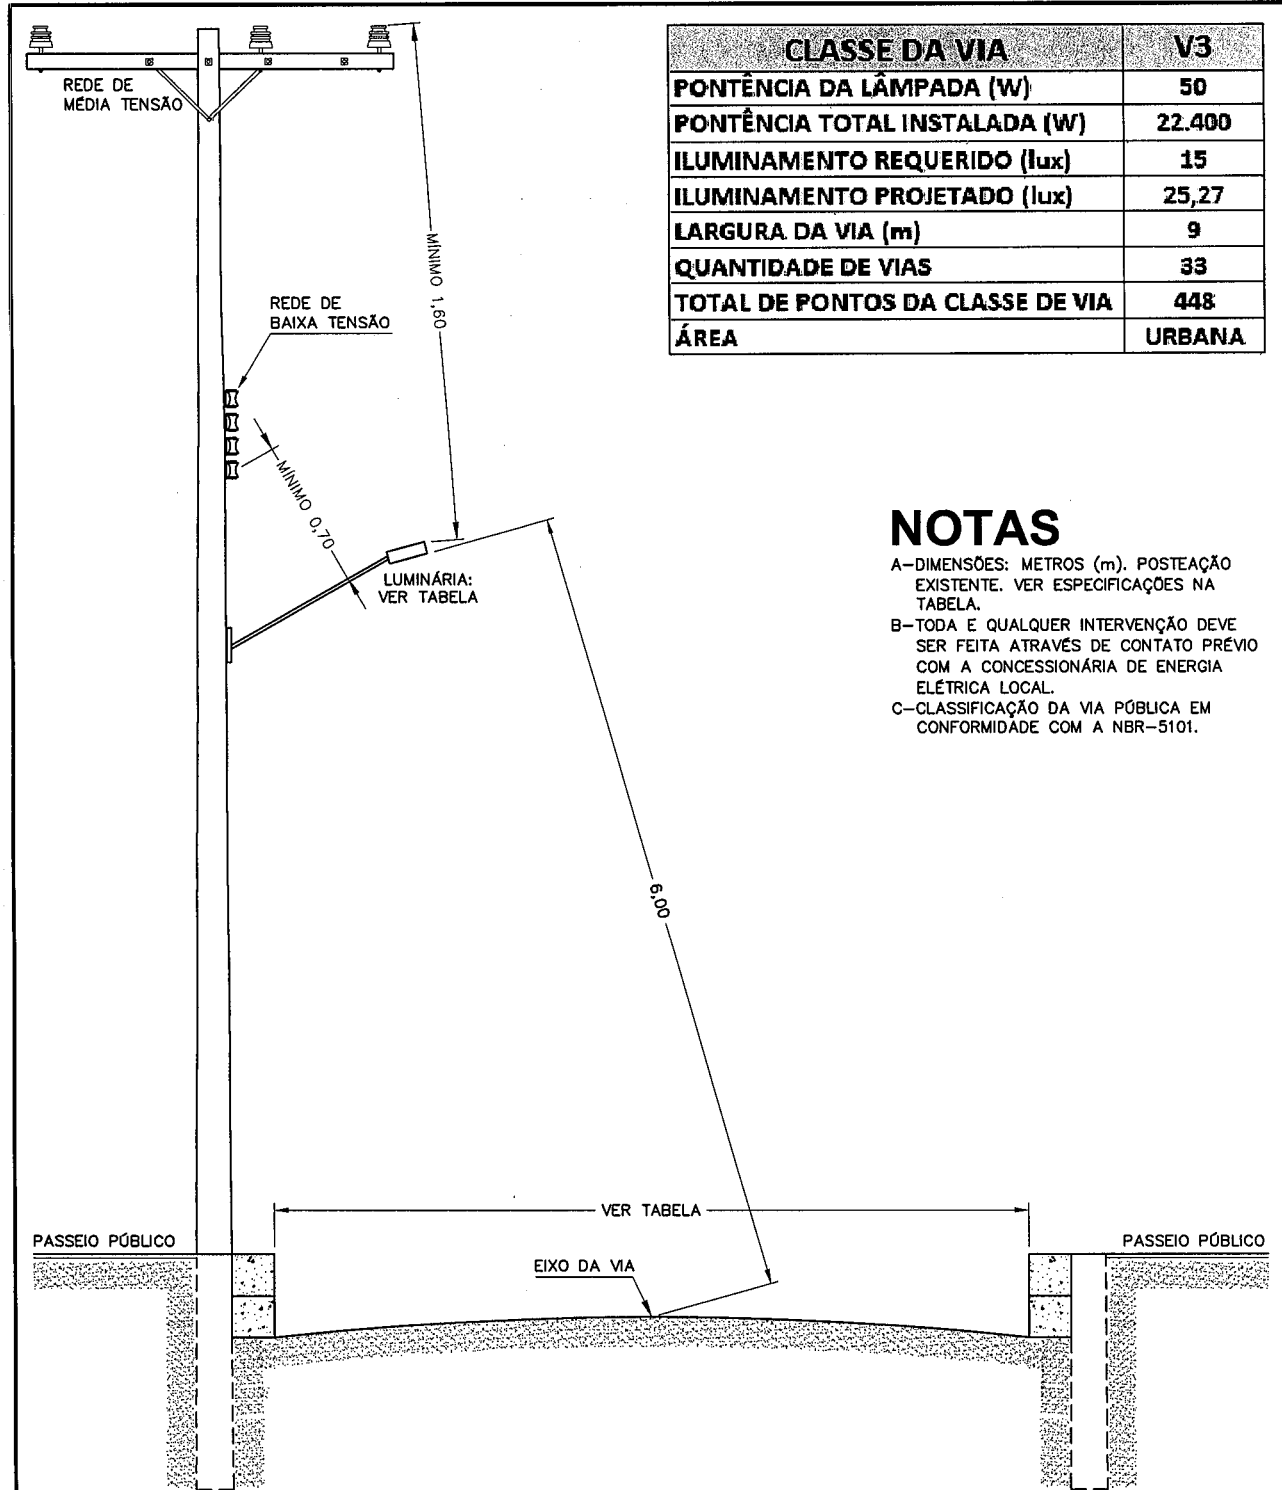 CLASSE DA VIA V3
PONTÊNCIA DA LÂMPADA (W) 50
PONTÊNCIA TOTAL INSTALADA (W) 22.400
ILUMINAMENTO REQUERIDO (lux) 15
ILUMINAMENTO PROJETADO (lux) 25,27
LARGURA DA VIA (m) 9
QUANTIDADE DE VIAS 33
TOTAL DE PONTOS DA CLASSE DE VIA 448
ÁREA URBANA
REDE DE
MÉDIA TENSÃO
MÍNIMO 1,60
REDE DE
BAIXA TENSÃO
MÍNIMO 0,70
LUMINÁRIA:
VER TABELA
NOTAS
A-DIMENSÕES: METROS (m). POSTEAÇÃO
EXISTENTE. VER ESPECIFICAÇÕES NA
TABELA.
B-TODA E QUALQUER INTERVENÇÃO DEVE
SER FEITA ATRAVÉS DE CONTATO PRÉVIO
COM A CONCESSIONÁRIA DE ENERGIA
ELÉTRICA LOCAL.
C-CLASSIFICAÇÃO DA VIA PÚBLICA EM
CONFORMIDADE COM A NBR-5101.
6,00
VER TABELA
PASSEIO PÚBLICO
PASSEIO PÚBLICO
EIXO DA VIA